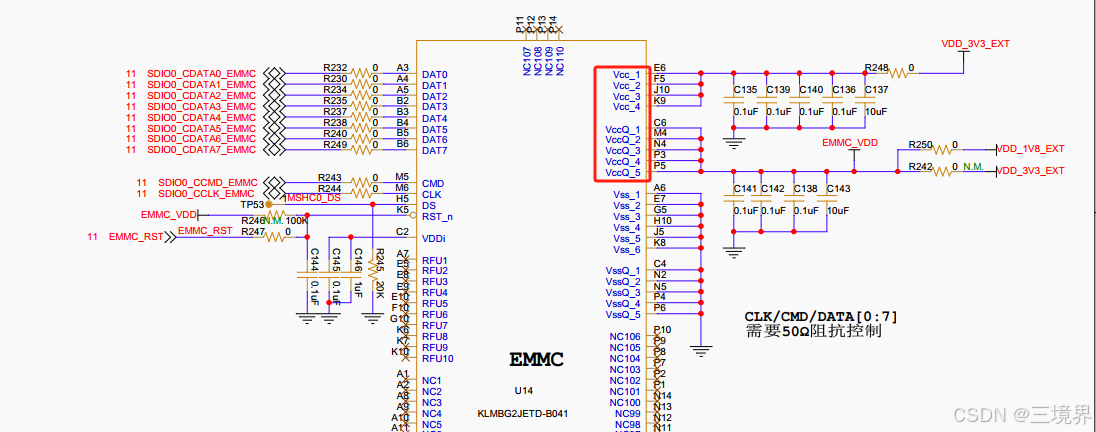 P11 P12 P13 P14
NC107 NC108 NC109 NC110
11 SDIO0_CDATA0_EMMC R232 0 A3 DAT0
11 SDIO0_CDATA1_EMMC R230 0 A4 DAT1
11 SDIO0_CDATA2_EMMC R234 0 A5 DAT2
11 SDIO0_CDATA3_EMMC R235 0 B2 DAT3
11 SDIO0_CDATA4_EMMC R237 0 B3 DAT4
11 SDIO0_CDATA5_EMMC R238 0 B4 DAT5
11 SDIO0_CDATA6_EMMC R240 0 B5 DAT6
11 SDIO0_CDATA7_EMMC R249 0 B6 DAT7
11 SDIO0_CCMD_EMMC R243 0 M5 CMD
11 SDIO0_CCLK_EMMC R244 0 M6 CLK
TP53 1MSHC0_DS H5 DS
EMMC_VDD R246 N.M. 100K K5 RST_n
11 EMMC_RST EMMC_RST R247 0
C2 VDDi
C144 0.1uF
C145 0.1uF
C146 1uF
R245 20K
A7 RFU1
RFU2
E8 RFU3
E9 RFU4
E10 RFU5
F10 RFU6
G10 RFU7
K6 RFU8
K7 RFU9
K10 RFU10
A1 NC1
A2 NC2
A8 NC3
A9 NC4
A10 NC5
A11
Vcc_1 E6
Vcc_2 F5
Vcc_3 J10
Vcc_4 K9
VccQ_1 C6
VccQ_2 M4
VccQ_3 N4
VccQ_4 P3
VccQ_5 P5
Vss_1 A6
Vss_2 E7
Vss_3 G5
Vss_4 H10
Vss_5 J5
Vss_6 K8
VssQ_1 C4
VssQ_2 N2
VssQ_3 N5
VssQ_4 P4
VssQ_5 P6
NC106 P10
NC105 P9
NC104 P8
NC103 P7
NC102 P2
NC101 P1
NC100 N14
NC99 N13
NC98 N12
N11
VDD_3V3_EXT
R248 0
C135 0.1uF
C139 0.1uF
C140 0.1uF
C136 0.1uF
C137 10uF
EMMC_VDD
R250 0 VDD_1V8_EXT
R242 N.M. 0 VDD_3V3_EXT
C141 0.1uF
C142 0.1uF
C138 0.1uF
C143 10uF
CLK/CMD/DATA[0:7]
需要50Ω阻抗控制
EMMC
U14
KLMBG2JETD-B041
CSDN @三境界